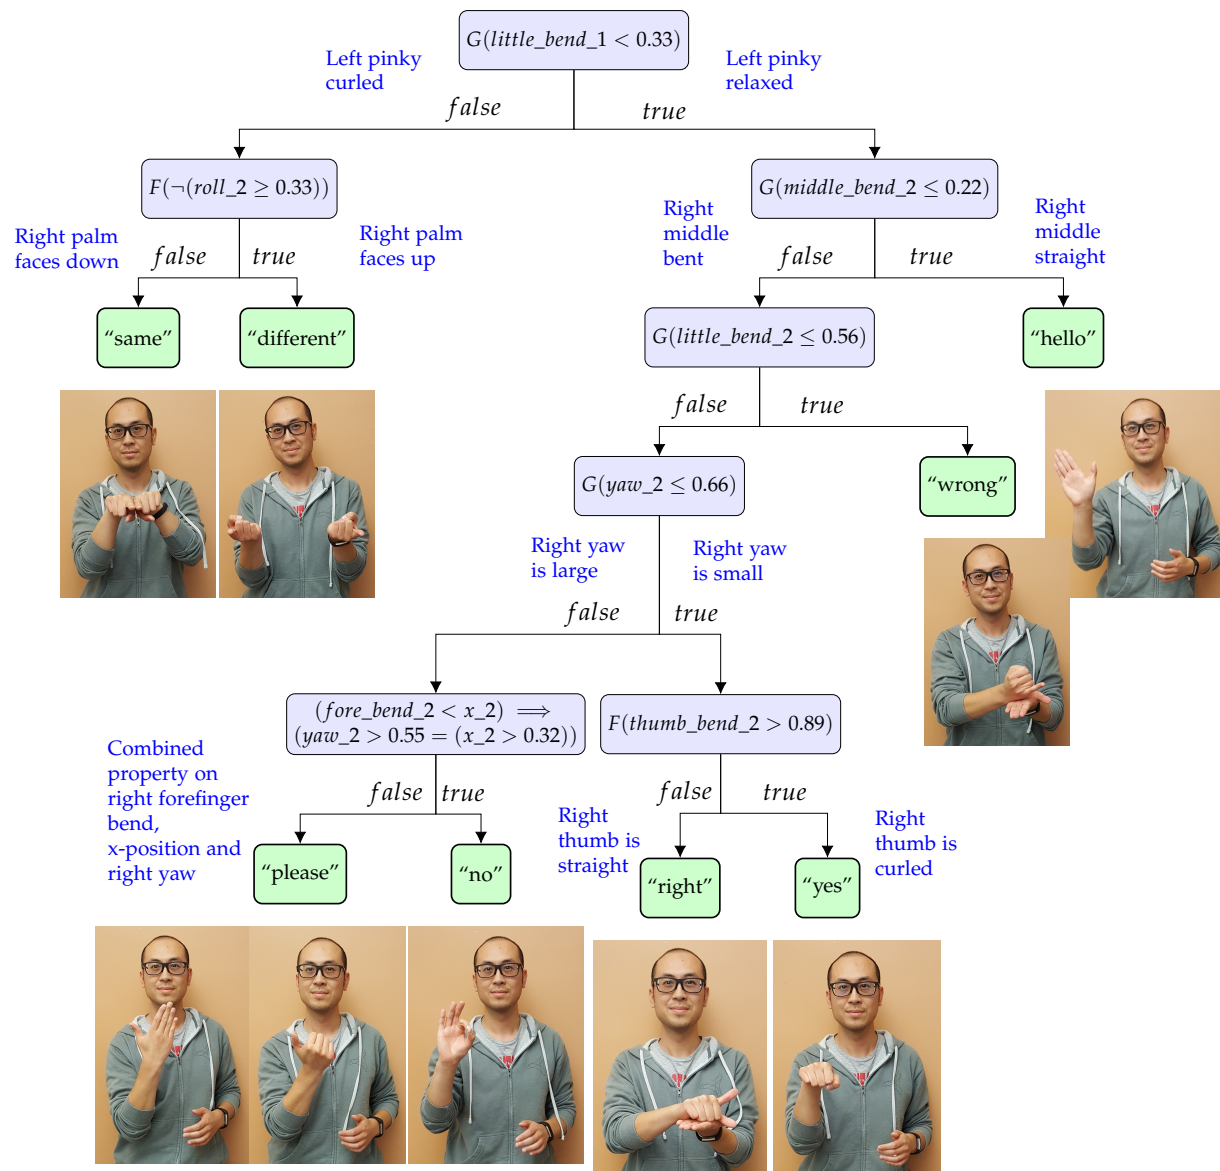 G(little_bend_1 < 0.33)
Left pinky
curled
Left pinky
relaxed
false
true
F(¬(roll_2 ≥ 0.33))
G(middle_bend_2 ≤ 0.22)
Right palm
faces down
false
true
Right palm
faces up
Right
middle
bent
false
true
Right
middle
straight
“same”
“different”
G(little_bend_2 ≤ 0.56)
“hello”
false
true
G(yaw_2 ≤ 0.66)
“wrong”
Right yaw
is large
Right yaw
is small
false
true
(fore_bend_2 < x_2) ⟹
(yaw_2 > 0.55 = (x_2 > 0.32))
F(thumb_bend_2 > 0.89)
Combined
property on
right forefinger
bend,
x-position and
right yaw
false
true
Right
thumb is
straight
false
true
Right
thumb is
curled
“please”
“no”
“right”
“yes”